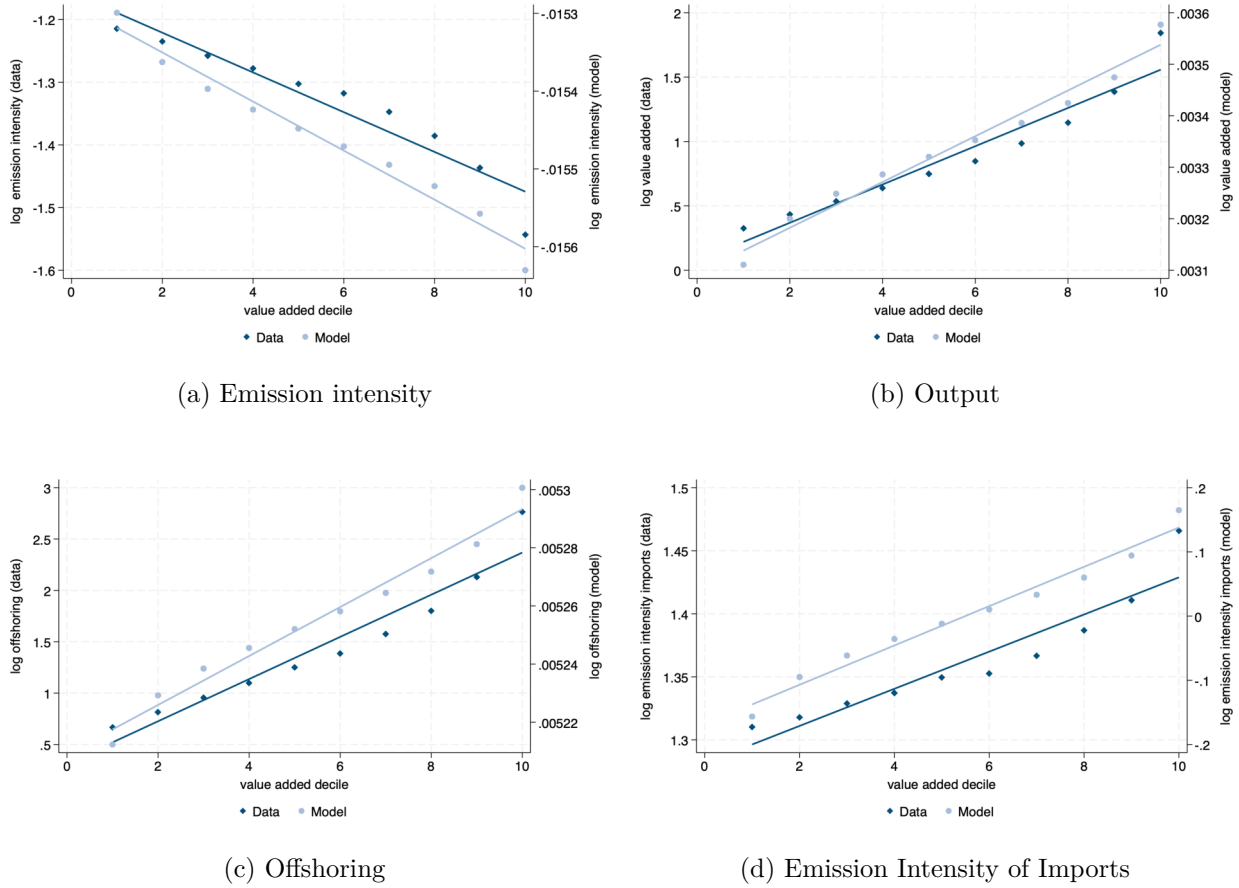 log emission intensity (data)
-1.2
-1.3
-1.4
-1.5
-1.6
-.0153
-.0154
-.0155
-.0156
log emission intensity (model)
0 2 4 6 8 10
value added decile
Data Model
(a) Emission intensity
log value added (data)
2
1.5
1
.5
0
.0036
.0035
.0034
.0033
.0032
.0031
log value added (model)
0 2 4 6 8 10
value added decile
Data Model
(b) Output
log offshoring (data)
3
2.5
2
1.5
1
.5
.0053
.00528
.00526
.00524
.00522
log offshoring (model)
0 2 4 6 8 10
value added decile
Data Model
(c) Offshoring
log emission intensity imports (data)
1.5
1.45
1.4
1.35
1.3
.2
.1
0
-.1
-.2
log emission intensity imports (model)
0 2 4 6 8 10
value added decile
Data Model
(d) Emission Intensity of Imports